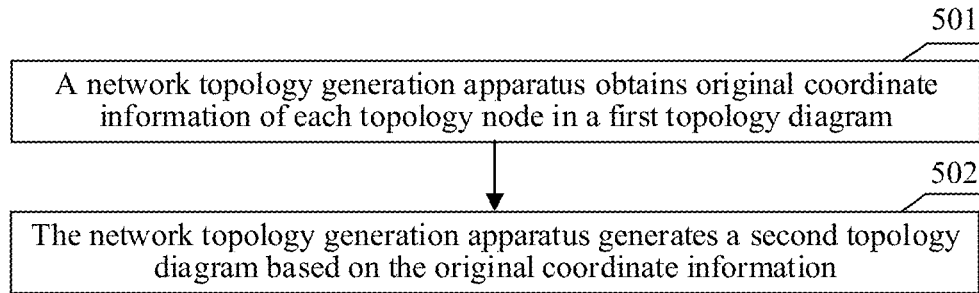 501
A network topology generation apparatus obtains original coordinate
information of each topology node in a first topology diagram
502
The network topology generation apparatus generates a second topology
diagram based on the original coordinate information